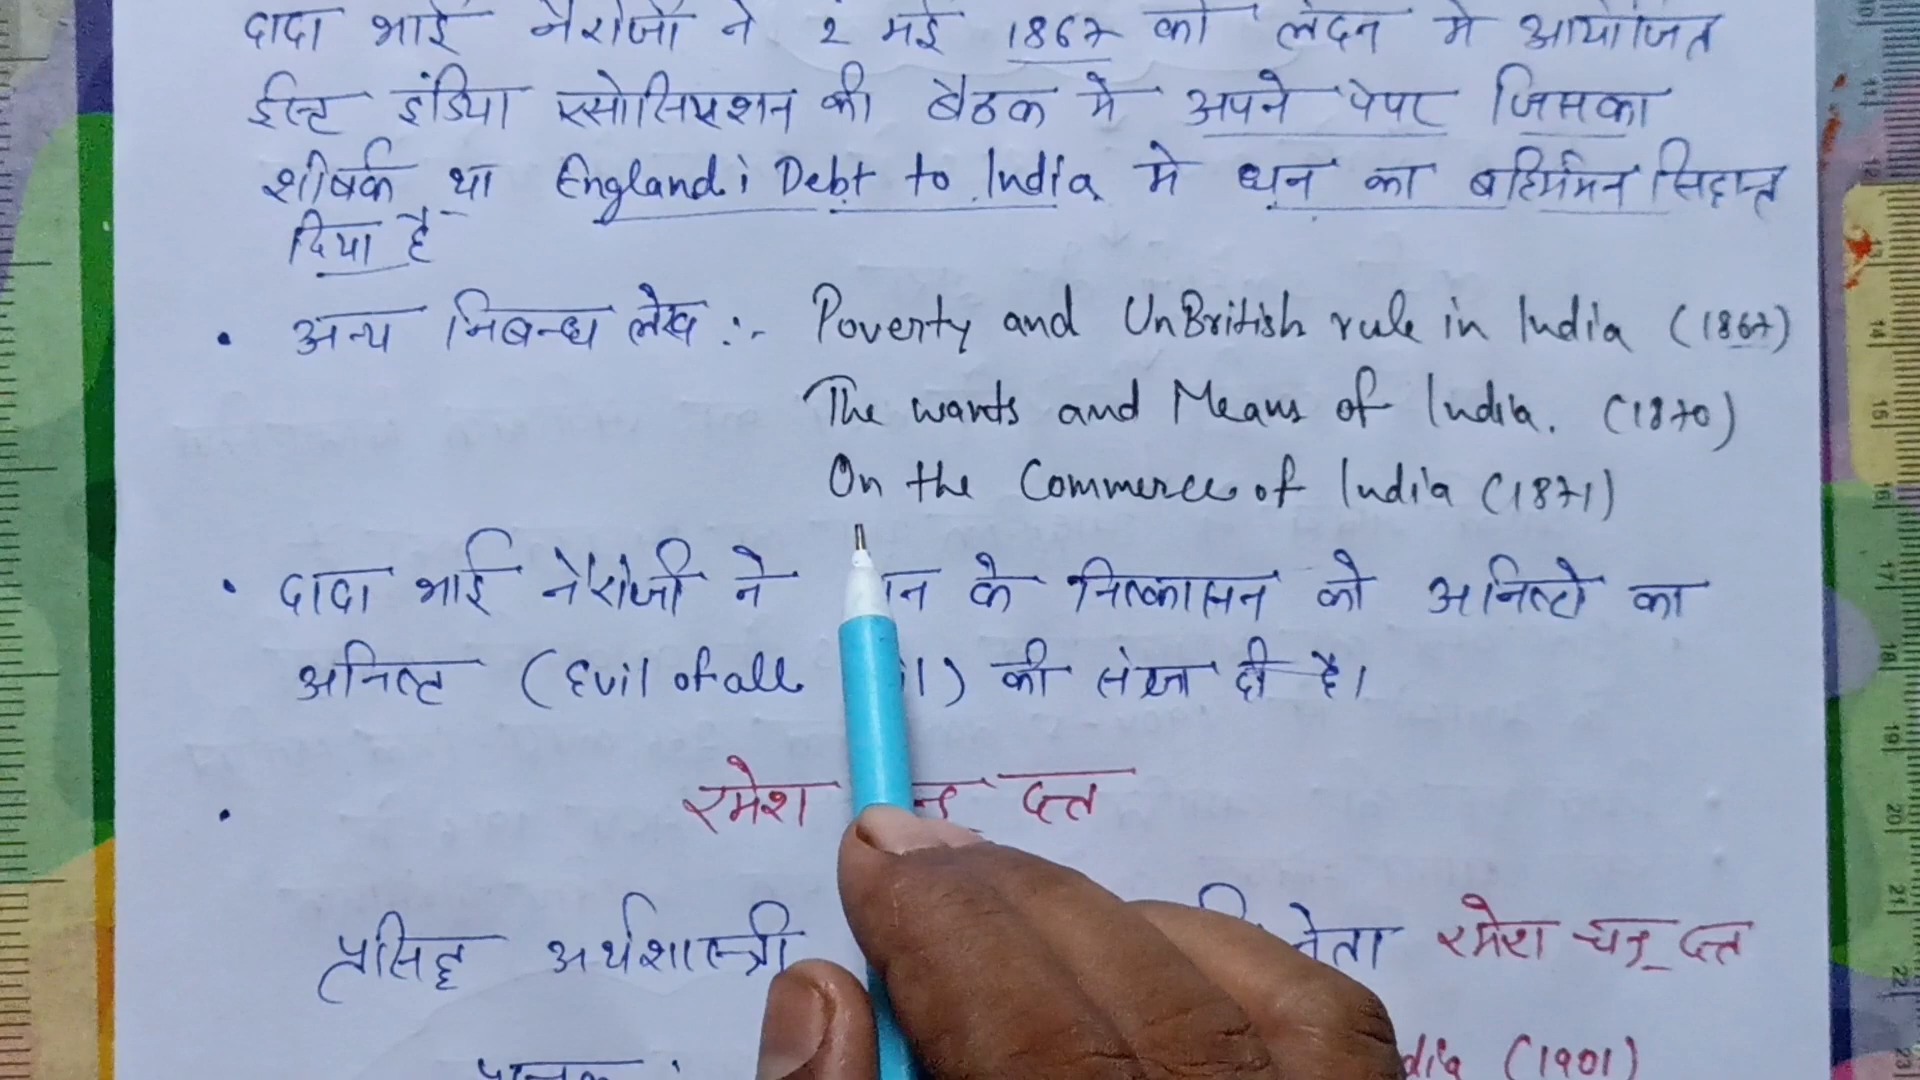 दादा भाई नैरोजी ने 2 मई 1867 को लंदन मे आयोजित
ईस्ट इंडिया एसोसिएशन की बैठक मे अपने पेपर जिसका
शीर्षक था England's Debt to India मे धन का बहिर्गमन सिद्दान्त
दिया है
• अन्य निबन्ध लेख :- Poverty and UnBritish rule in India (1867)
The wants and Means of India. (1870)
On the Commerce of India (1871)
• दादा भाई नैरोजी ने के निष्कासन को अनिष्टो का
अनिष्ट (Evil of all को संज्ञा दी है।
• रमेश दत्त
प्रसिद्द अर्थशास्त्री रमेश चन्द्र दत्त
(1901)